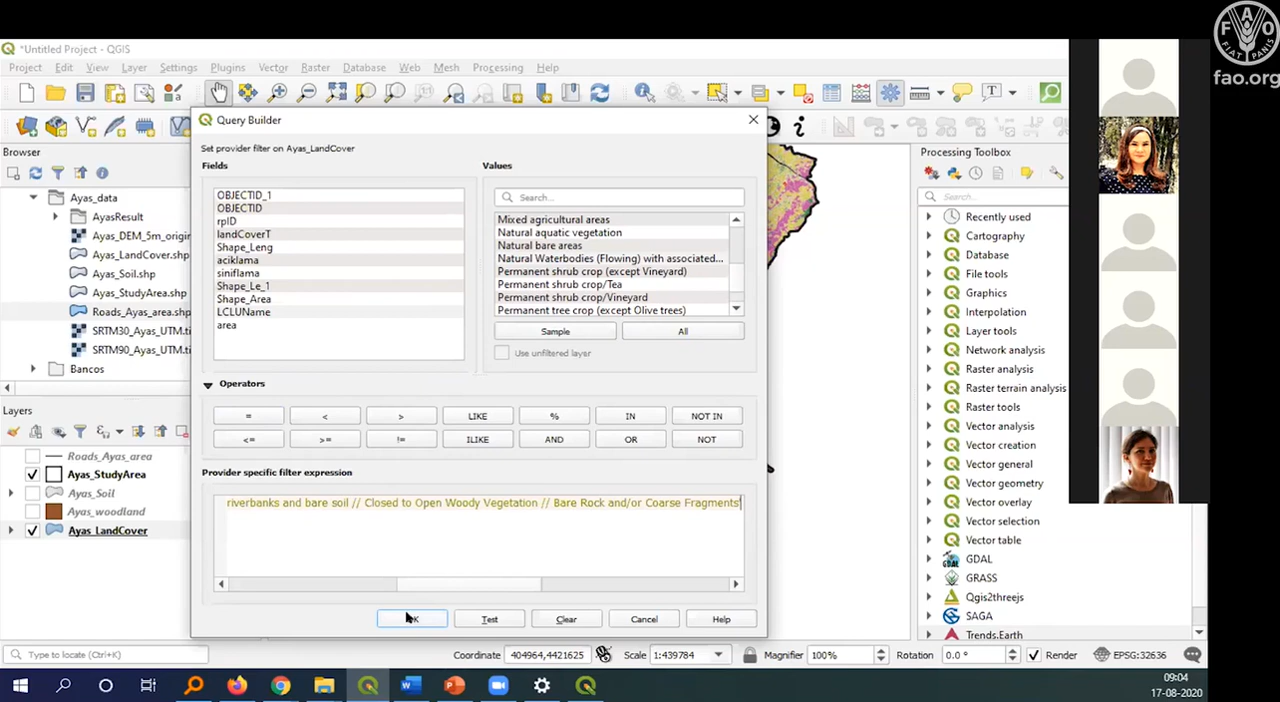 FAO
FIAT PANIS
fao.org
*Untitled Project - QGIS
Project Edit View Layer Settings Plugins Vector Raster Database Web Mesh Processing Help
Query Builder
Set provider filter on Ayas_LandCover
Fields
OBJECTID_1
OBJECTID
rpID
landCoverT
Shape_Leng
aciklama
siniflama
Shape_Le_1
Shape_Area
LCLUName
area
Values
Search...
Mixed agricultural areas
Natural aquatic vegetation
Natural bare areas
Natural Waterbodies (Flowing) with associated...
Permanent shrub crop (except Vineyard)
Permanent shrub crop/Tea
Permanent shrub crop/Vineyard
Permanent tree crop (except Olive trees)
Sample All
Use unfiltered layer
Operators
= < > LIKE % IN NOT IN
<= >= != ILIKE AND OR NOT
Provider specific filter expression
riverbanks and bare soil // Closed to Open Woody Vegetation // Bare Rock and/or Coarse Fragments'
Test Clear Cancel Help
Browser
Ayas_data
AyasResult
Ayas_DEM_5m_origin
Ayas_LandCover.shp
Ayas_Soil.shp
Ayas_StudyArea.shp
Roads_Ayas_area.shp
SRTM30_Ayas_UTM.ti
SRTM90_Ayas_UTM.ti
Bancos
Layers
Roads_Ayas_area
Ayas_StudyArea
Ayas_Soil
Ayas_woodland
Ayas_LandCover
Processing Toolbox
Search...
Recently used
Cartography
Database
File tools
Graphics
Interpolation
Layer tools
Network analysis
Raster analysis
Raster terrain analysis
Raster tools
Vector analysis
Vector creation
Vector general
Vector geometry
Vector overlay
Vector selection
Vector table
GDAL
GRASS
Qgis2threejs
SAGA
Trends.Earth
Type to locate (Ctrl+K)
Coordinate 404964,4421625 Scale 1:439784 Magnifier 100% Rotation 0.0 ° Render EPSG:32636
09:04
17-08-2020